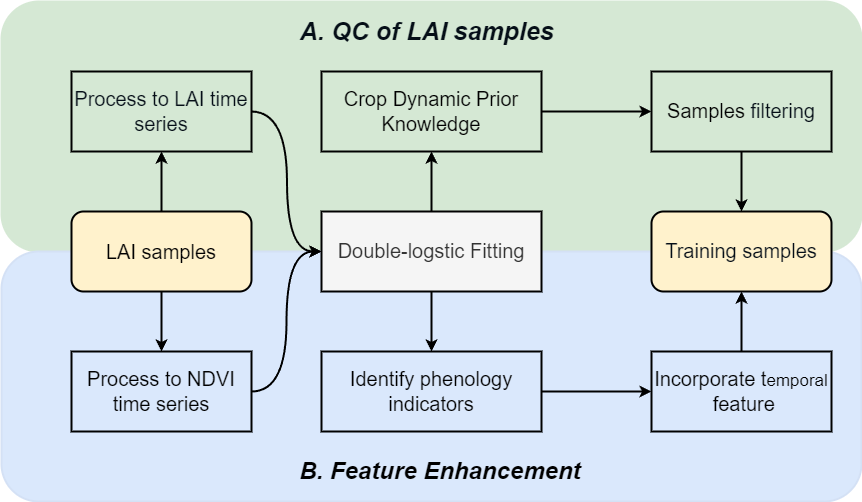 A. QC of LAI samples
Process to LAI time
series
Crop Dynamic Prior
Knowledge
Samples filtering
LAI samples
Double-logstic Fitting
Training samples
Process to NDVI
time series
Identify phenology
indicators
Incorporate temporal
feature
B. Feature Enhancement